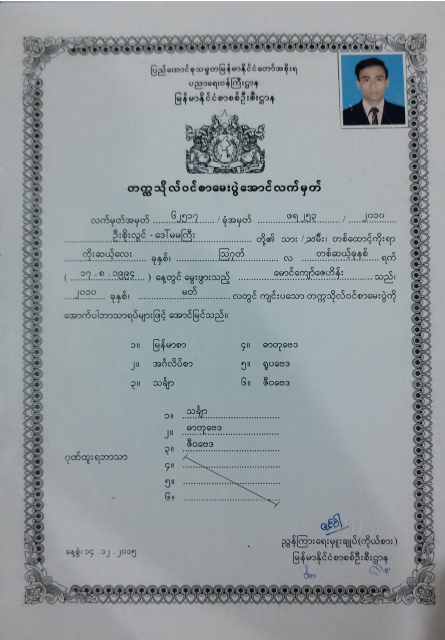 ပြည်ထောင်စုသမ္မတမြန်မာနိုင်ငံတော်အစိုးရ
ပညာရေးဝန်ကြီးဌာန
မြန်မာနိုင်ငံစာစစ်ဦးစီးဌာန
တက္ကသိုလ်ဝင်စာမေးပွဲအောင်လက်မှတ်
လက်မှတ်အမှတ် ၆၂၅၁၇ / ခုံအမှတ် ဖရ၂၅၃ / ၂၀၁၀
ဦးစိုးလွင် - ဒေါ်မမကြီး တို့၏ သား / သမီး၊ တစ်ထောင့်ကိုးရာ
ကိုးဆယ့်လေး ခုနှစ်၊ ဩဂုတ် လ တစ်ဆယ့်ခုနစ် ရက်
( ၁၇ . ၈ . ၁၉၉၄ ) နေ့တွင် မွေးဖွားသည့် မောင်ကျော်ဇေဟိန်း သည်၊
၂၀၁၀ ခုနှစ်၊ မတ် လတွင် ကျင်းပသော တက္ကသိုလ်ဝင်စာမေးပွဲကို
အောက်ပါဘာသာရပ်များဖြင့် အောင်မြင်သည်။
၁။ မြန်မာစာ ၄။ ဓာတုဗေဒ
၂။ အင်္ဂလိပ်စာ ၅။ ရူပဗေဒ
၃။ သင်္ချာ ၆။ ဇီဝဗေဒ
၁။ သင်္ချာ
၂။ ဓာတုဗေဒ
၃။ ဇီဝဗေဒ
ဂုဏ်ထူးရဘာသာ ၄။
၅။
၆။
ညွှန်ကြားရေးမှူးချုပ်(ကိုယ်စား)
နေ့စွဲ၊ ၁၄ . ၁၂ . ၂၀၁၅ မြန်မာနိုင်ငံစာစစ်ဦးစီးဌာန